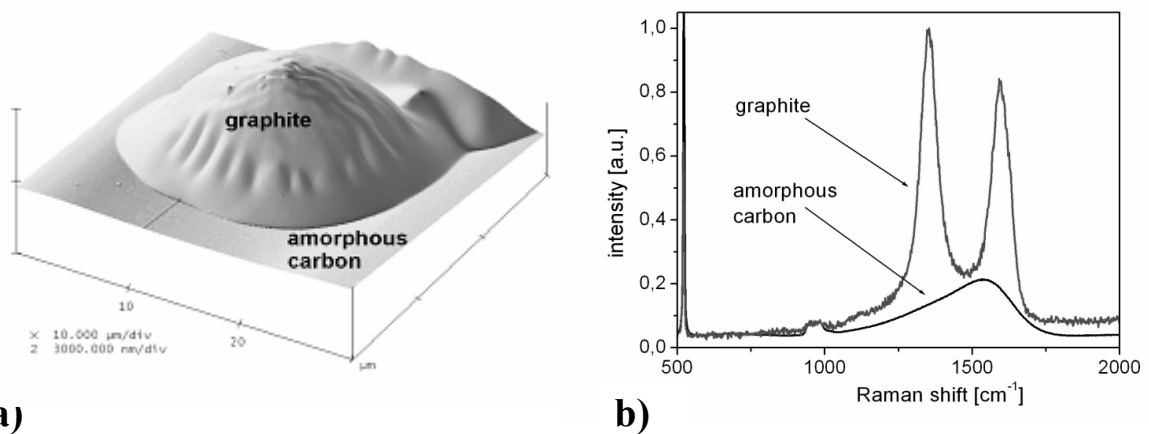 graphite
amorphous
carbon
10
20
X 10.000 µm/div
Z 3000.000 nm/div
µm
a)
1,0
0,8
0,6
0,4
0,2
0,0
intensity [a.u.]
graphite
amorphous
carbon
500
1000
1500
2000
Raman shift [cm⁻¹]
b)